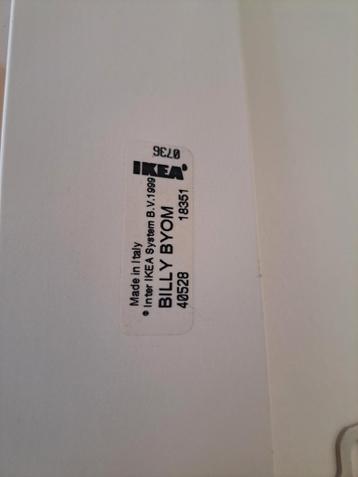 0736
IKEA®
Made in Italy
® Inter IKEA System B.V.1999
BILLY BYOM
40528 18351